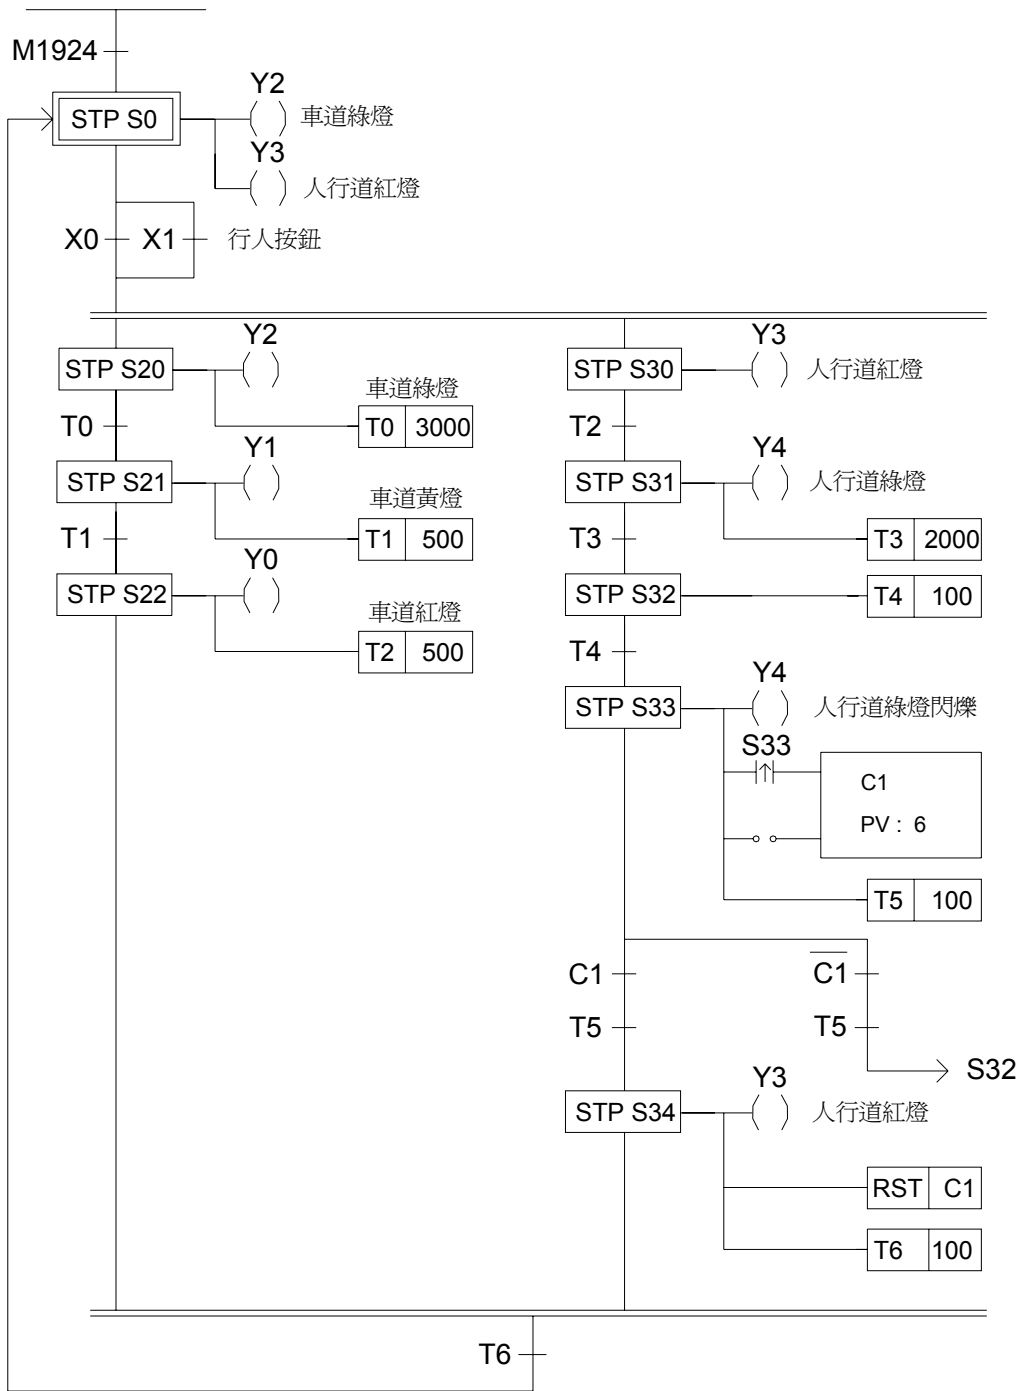 M1924
STP S0
Y2
車道綠燈
Y3
人行道紅燈
X0
X1
行人按鈕
STP S20
Y2
車道綠燈
T0 3000
T0
STP S21
Y1
車道黃燈
T1 500
T1
STP S22
Y0
車道紅燈
T2 500
STP S30
Y3
人行道紅燈
T2
STP S31
Y4
人行道綠燈
T3 2000
T3
STP S32
T4 100
T4
STP S33
Y4
人行道綠燈閃爍
S33
C1
PV : 6
T5 100
C1
C1
T5
T5
S32
STP S34
Y3
人行道紅燈
RST C1
T6 100
T6